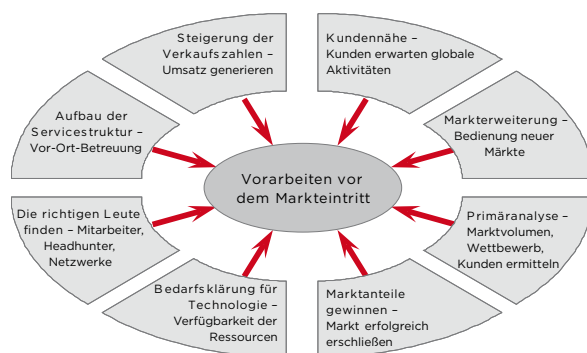 Steigerung der
Verkaufszahlen –
Umsatz generieren
Kundennähe –
Kunden erwarten globale
Aktivitäten
Aufbau der
Servicestruktur –
Vor-Ort-Betreuung
Markterweiterung –
Bedienung neuer
Märkte
Vorarbeiten vor
dem Markteintritt
Die richtigen Leute
finden – Mitarbeiter,
Headhunter,
Netzwerke
Primäranalyse –
Marktvolumen,
Wettbewerb,
Kunden ermitteln
Bedarfsklärung für
Technologie –
Verfügbarkeit der
Ressourcen
Marktanteile
gewinnen –
Markt erfolgreich
erschließen